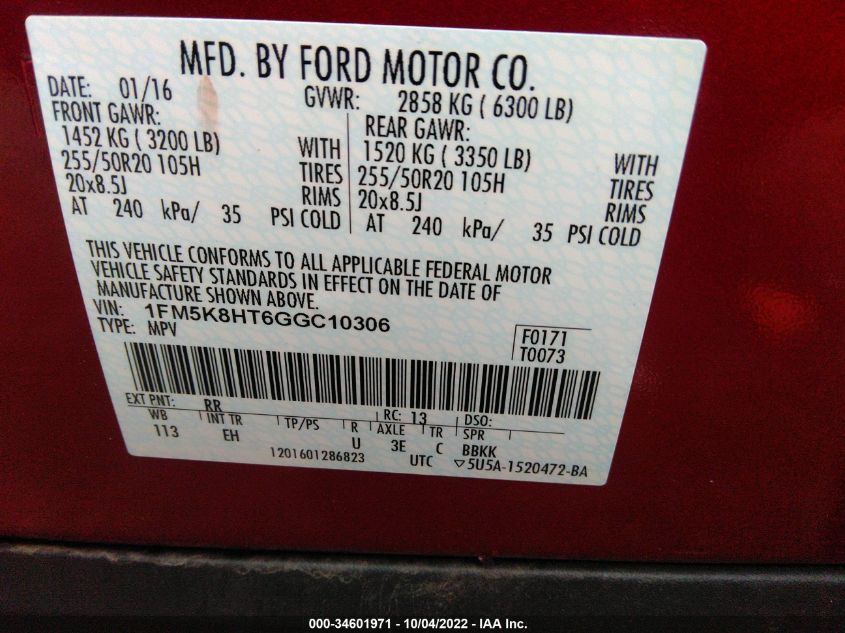 MFD. BY FORD MOTOR CO.
DATE: 01/16 GVWR: 2858 KG ( 6300 LB)
FRONT GAWR: REAR GAWR:
1452 KG ( 3200 LB) WITH 1520 KG ( 3350 LB) WITH
255/50R20 105H TIRES 255/50R20 105H TIRES
20x8.5J RIMS 20x8.5J RIMS
AT 240 kPa/ 35 PSI COLD AT 240 kPa/ 35 PSI COLD
THIS VEHICLE CONFORMS TO ALL APPLICABLE FEDERAL MOTOR
VEHICLE SAFETY STANDARDS IN EFFECT ON THE DATE OF
MANUFACTURE SHOWN ABOVE.
VIN: 1FM5K8HT6GGC10306
TYPE: MPV
F0171
T0073
EXT PNT: RR RC: 13 DSO:
WB INT TR TP/PS R AXLE TR SPR
113 EH U 3E C BBKK
1201601286823 UTC ▽5U5A-1520472-BA
000-34601971 - 10/04/2022 - IAA Inc.